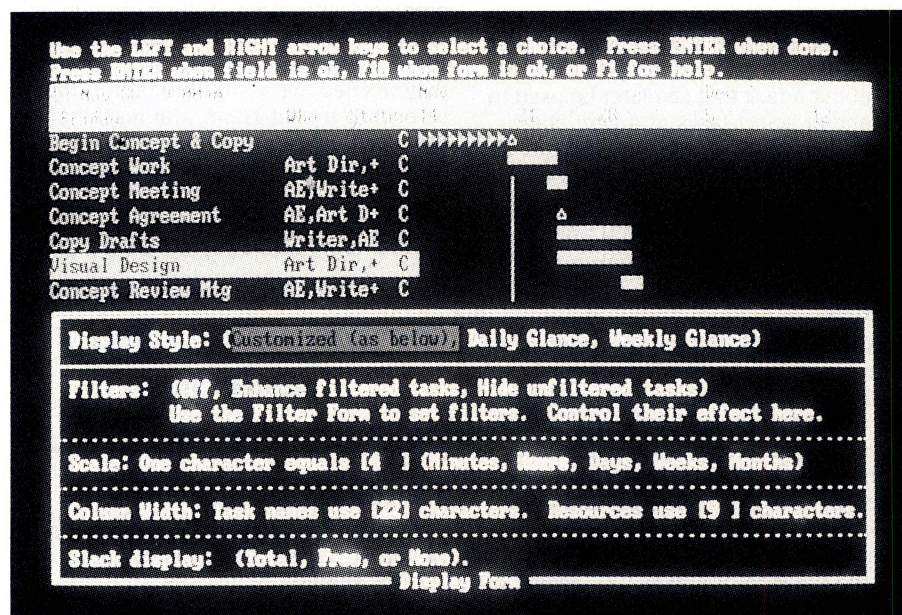 Use the LEFT and RIGHT arrow keys to select a choice. Press ENTER when done.
Press ENTER when field is ok, F10 when form is ok, or F1 for help.
Begin Concept & Copy C
Concept Work Art Dir,+ C
Concept Meeting AE,Write+ C
Concept Agreement AE,Art D+ C
Copy Drafts Writer,AE C
Visual Design Art Dir,+ C
Concept Review Mtg AE,Write+ C
Display Style: (Customized (as below), Daily Glance, Weekly Glance)
Filters: (Off, Enhance filtered tasks, Hide unfiltered tasks)
Use the Filter Form to set filters. Control their effect here.
Scale: One character equals [4 ] (Minutes, Hours, Days, Weeks, Months)
Column Width: Task names use [22] characters. Resources use [9 ] characters.
Slack display: (Total, Free, or None).
Display Form